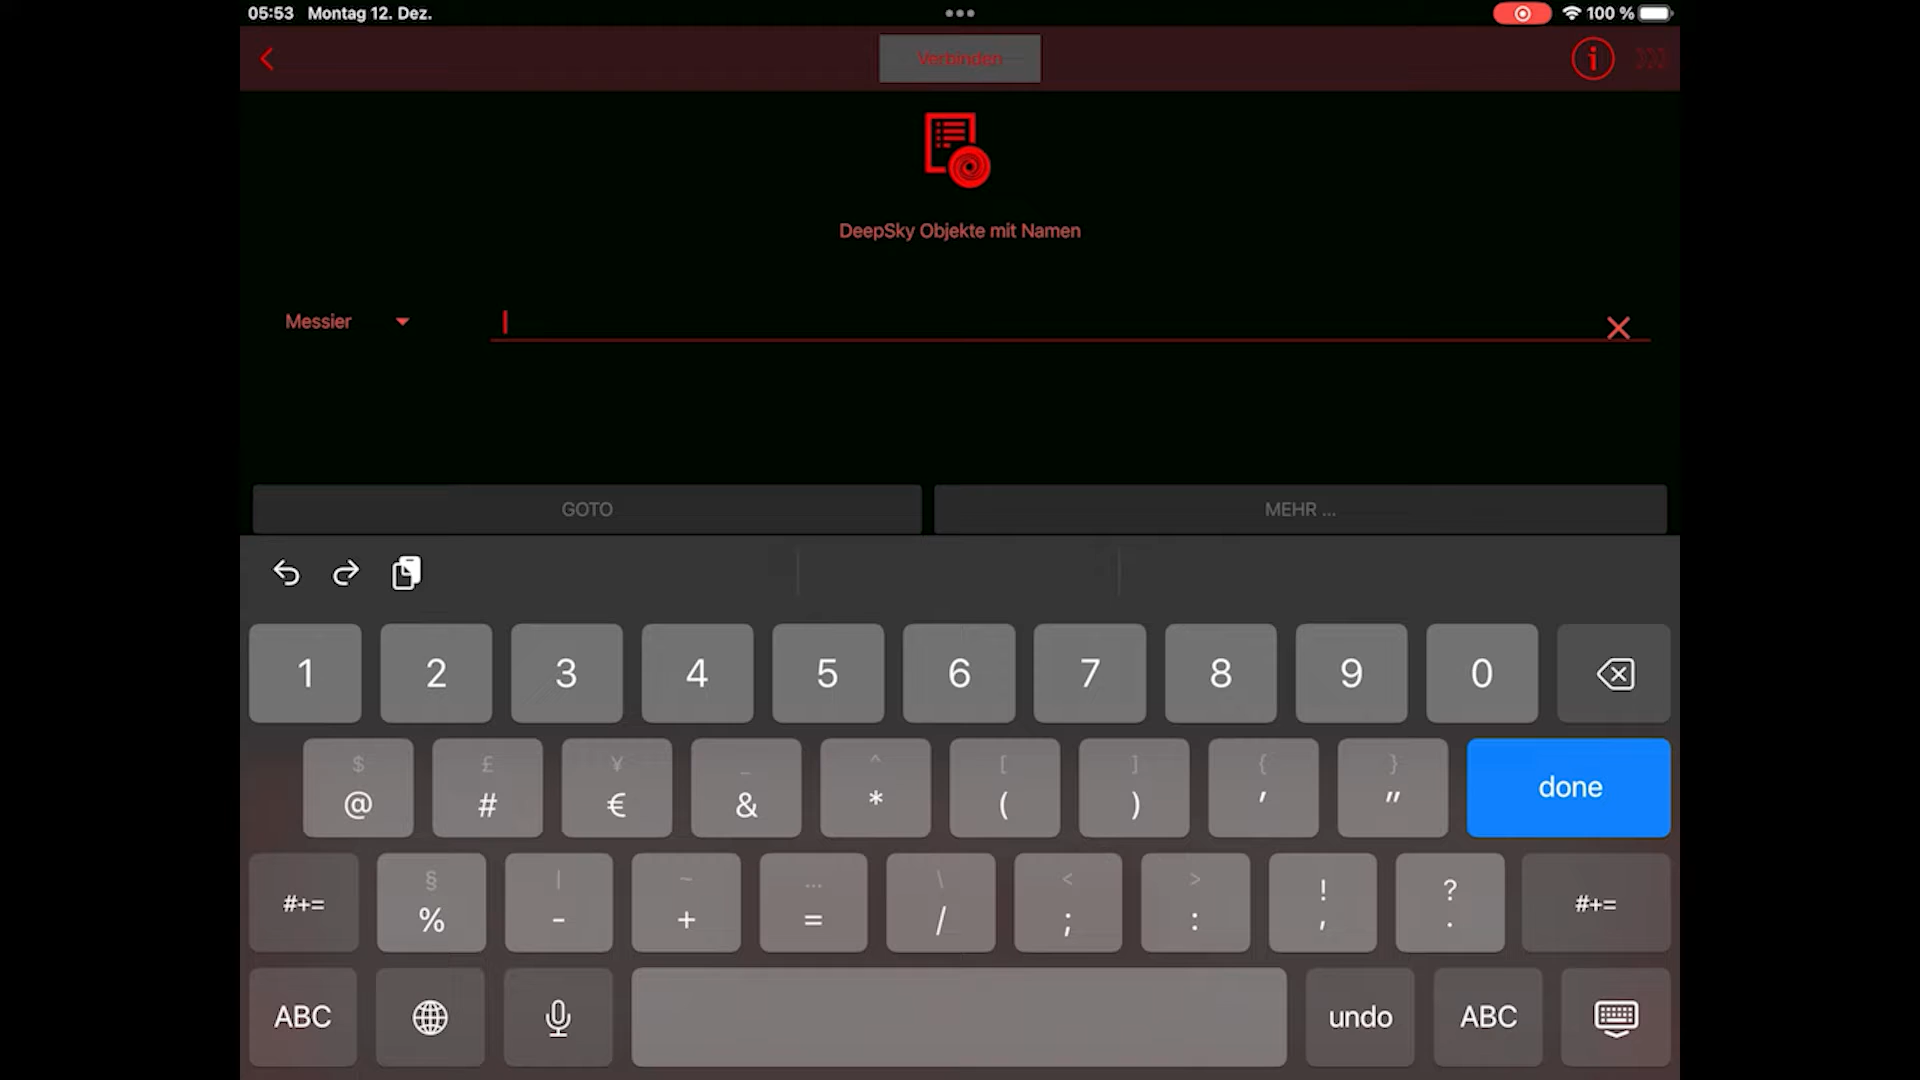 05:53 Montag 12. Dez.
100 %
Verbinden
DeepSky Objekte mit Namen
Messier
GOTO
MEHR ...
1 2 3 4 5 6 7 8 9 0
$ £ ¥ _ ^ [ ] { }
@ # € & * ( ) ' "
done
§ | ~ ... \ < > ! ?
#+= % - + = / ; : , . #+=
ABC
undo
ABC